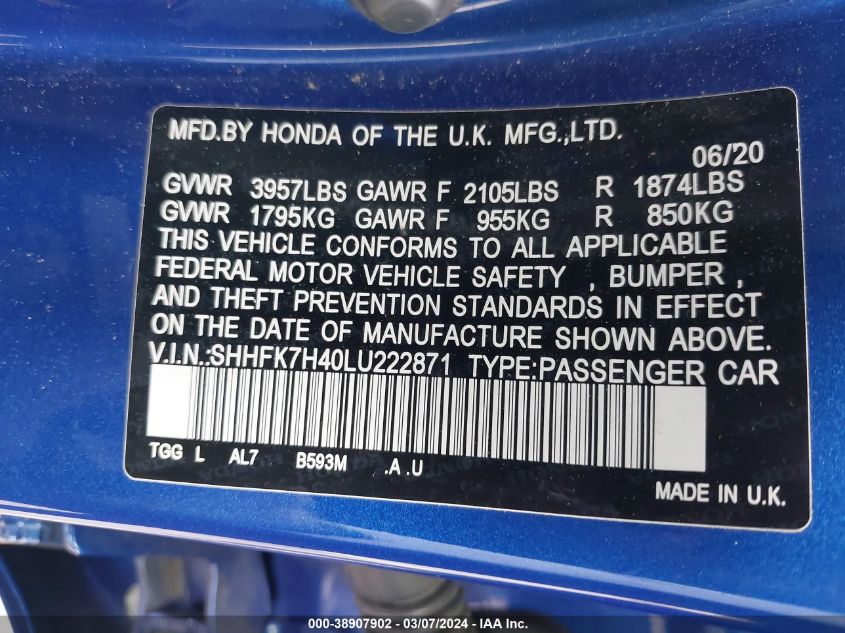 MFD.BY HONDA OF THE U.K. MFG.,LTD.
06/20
GVWR 3957LBS GAWR F 2105LBS R 1874LBS
GVWR 1795KG GAWR F 955KG R 850KG
THIS VEHICLE CONFORMS TO ALL APPLICABLE
FEDERAL MOTOR VEHICLE SAFETY , BUMPER ,
AND THEFT PREVENTION STANDARDS IN EFFECT
ON THE DATE OF MANUFACTURE SHOWN ABOVE.
V.I.N.:SHHFK7H40LU222871 TYPE:PASSENGER CAR
TGG L AL7 B593M .A .U
MADE IN U.K.
000-38907902 - 03/07/2024 - IAAI.com